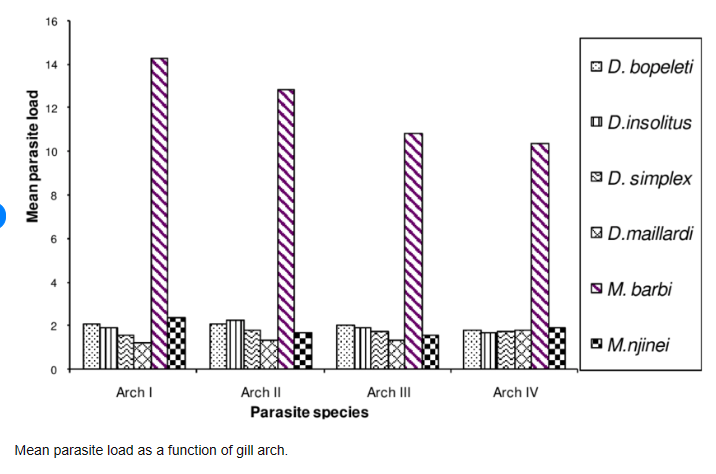 16
14
12
10
8
6
4
2
0
Mean parasite load
Arch I
Arch II
Arch III
Arch IV
Parasite species
D. bopeleti
D.insolitus
D. simplex
D.maillardi
M. barbi
M.njinei
Mean parasite load as a function of gill arch.